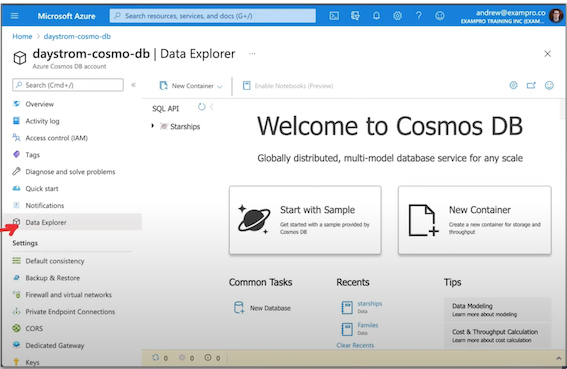 Microsoft Azure
Search resources, services, and docs (G+/)
andrew@exampro.co
EXAMPRO TRAINING INC (EXAM...
Home > daystrom-cosmo-db >
daystrom-cosmo-db | Data Explorer ...
Azure Cosmos DB account
Search (Cmd+/)
Overview
Activity log
Access control (IAM)
Tags
Diagnose and solve problems
Quick start
Notifications
Data Explorer
Settings
Default consistency
Backup & Restore
Firewall and virtual networks
Private Endpoint Connections
CORS
Dedicated Gateway
Keys
New Container
Enable Notebooks (Preview)
SQL API
Starships
Welcome to Cosmos DB
Globally distributed, multi-model database service for any scale
Start with Sample
Get started with a sample provided by
Cosmos DB
New Container
Create a new container for storage and
throughput
Common Tasks
New Database
Recents
starships
Data
Familes
Data
Clear Recents
Tips
Data Modeling
Learn more about modeling
Cost & Throughput Calculation
Learn more about cost calculation
0 0 0